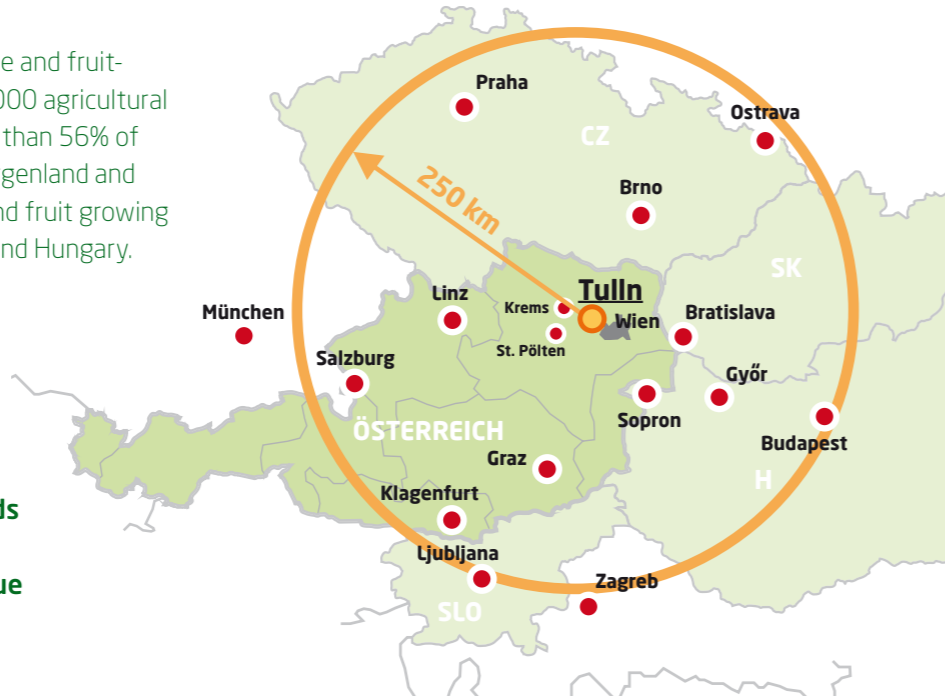 e and fruit-
000 agricultural
than 56% of
genland and
nd fruit growing
nd Hungary.
ds
ue
Praha
Ostrava
CZ
250 km
Brno
SK
Tulln
Linz
Krems
Wien
München
Bratislava
St. Pölten
Salzburg
Győr
Sopron
ÖSTERREICH
Budapest
Graz
H
Klagenfurt
Ljubljana
Zagreb
SLO